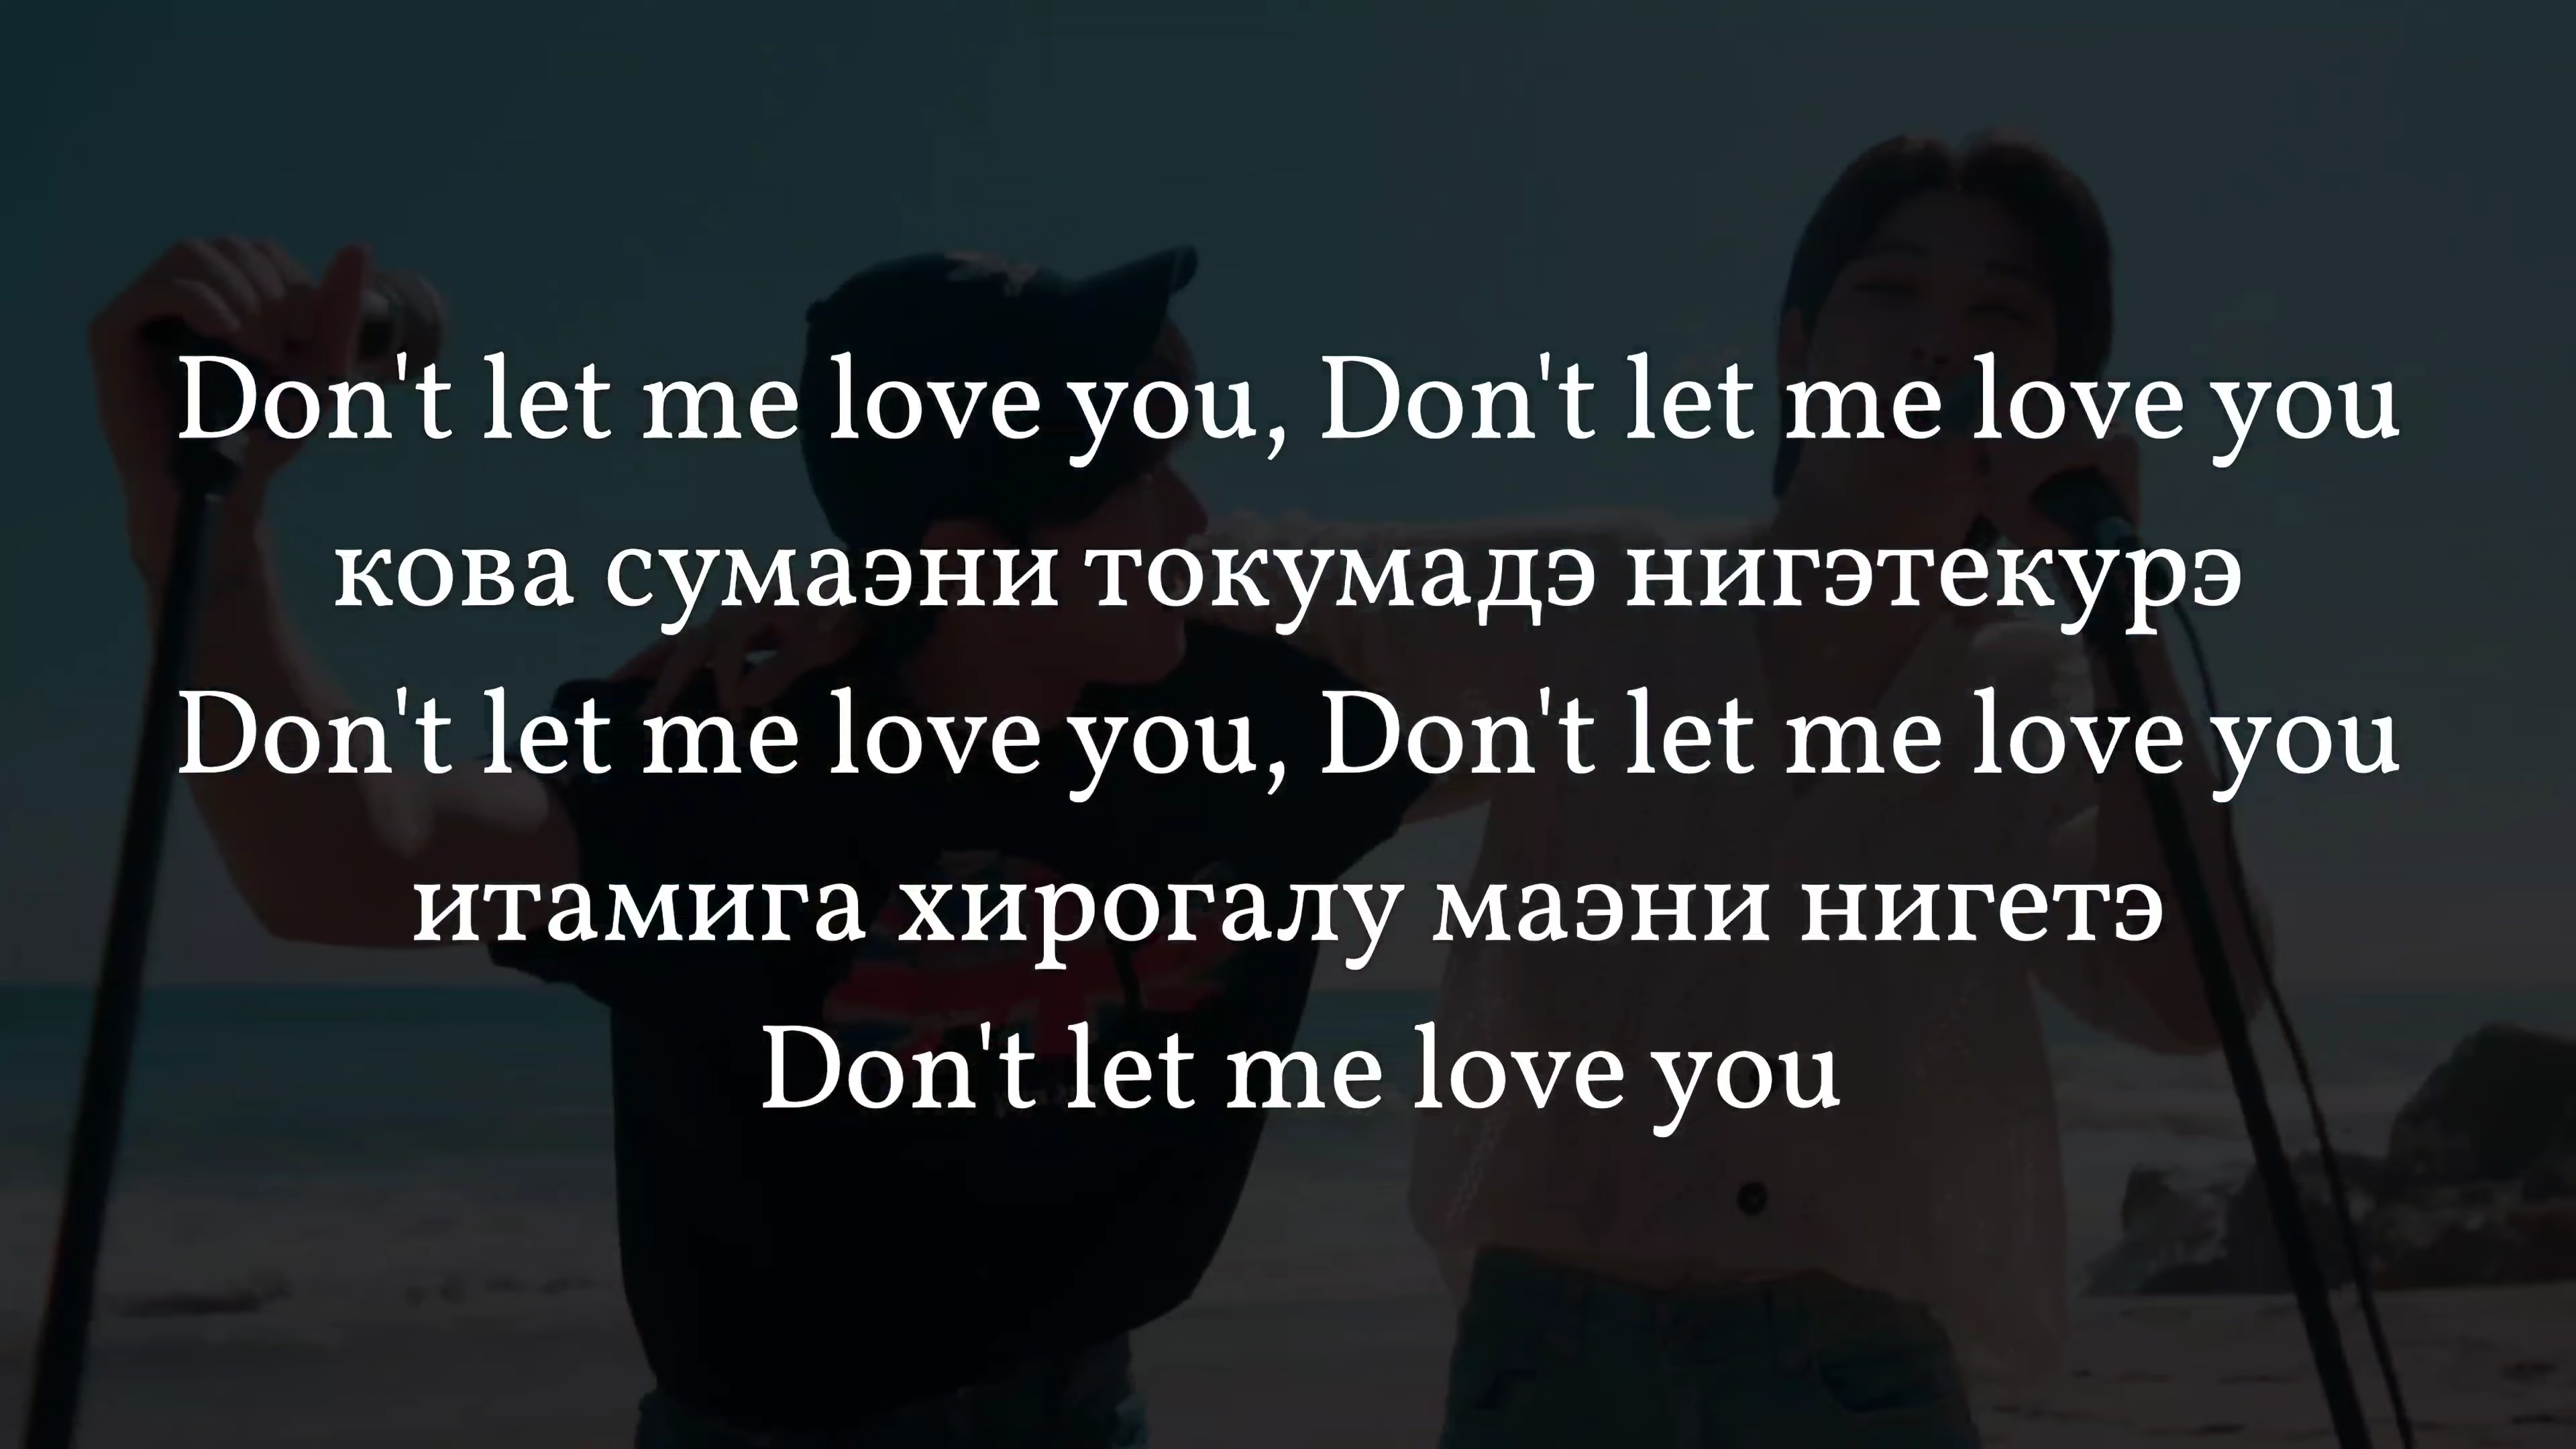 Don't let me love you, Don't let me love you
кова сумаэни токумадэ нигэтекурэ
Don't let me love you, Don't let me love you
итамига хирогалу маэни нигетэ
Don't let me love you